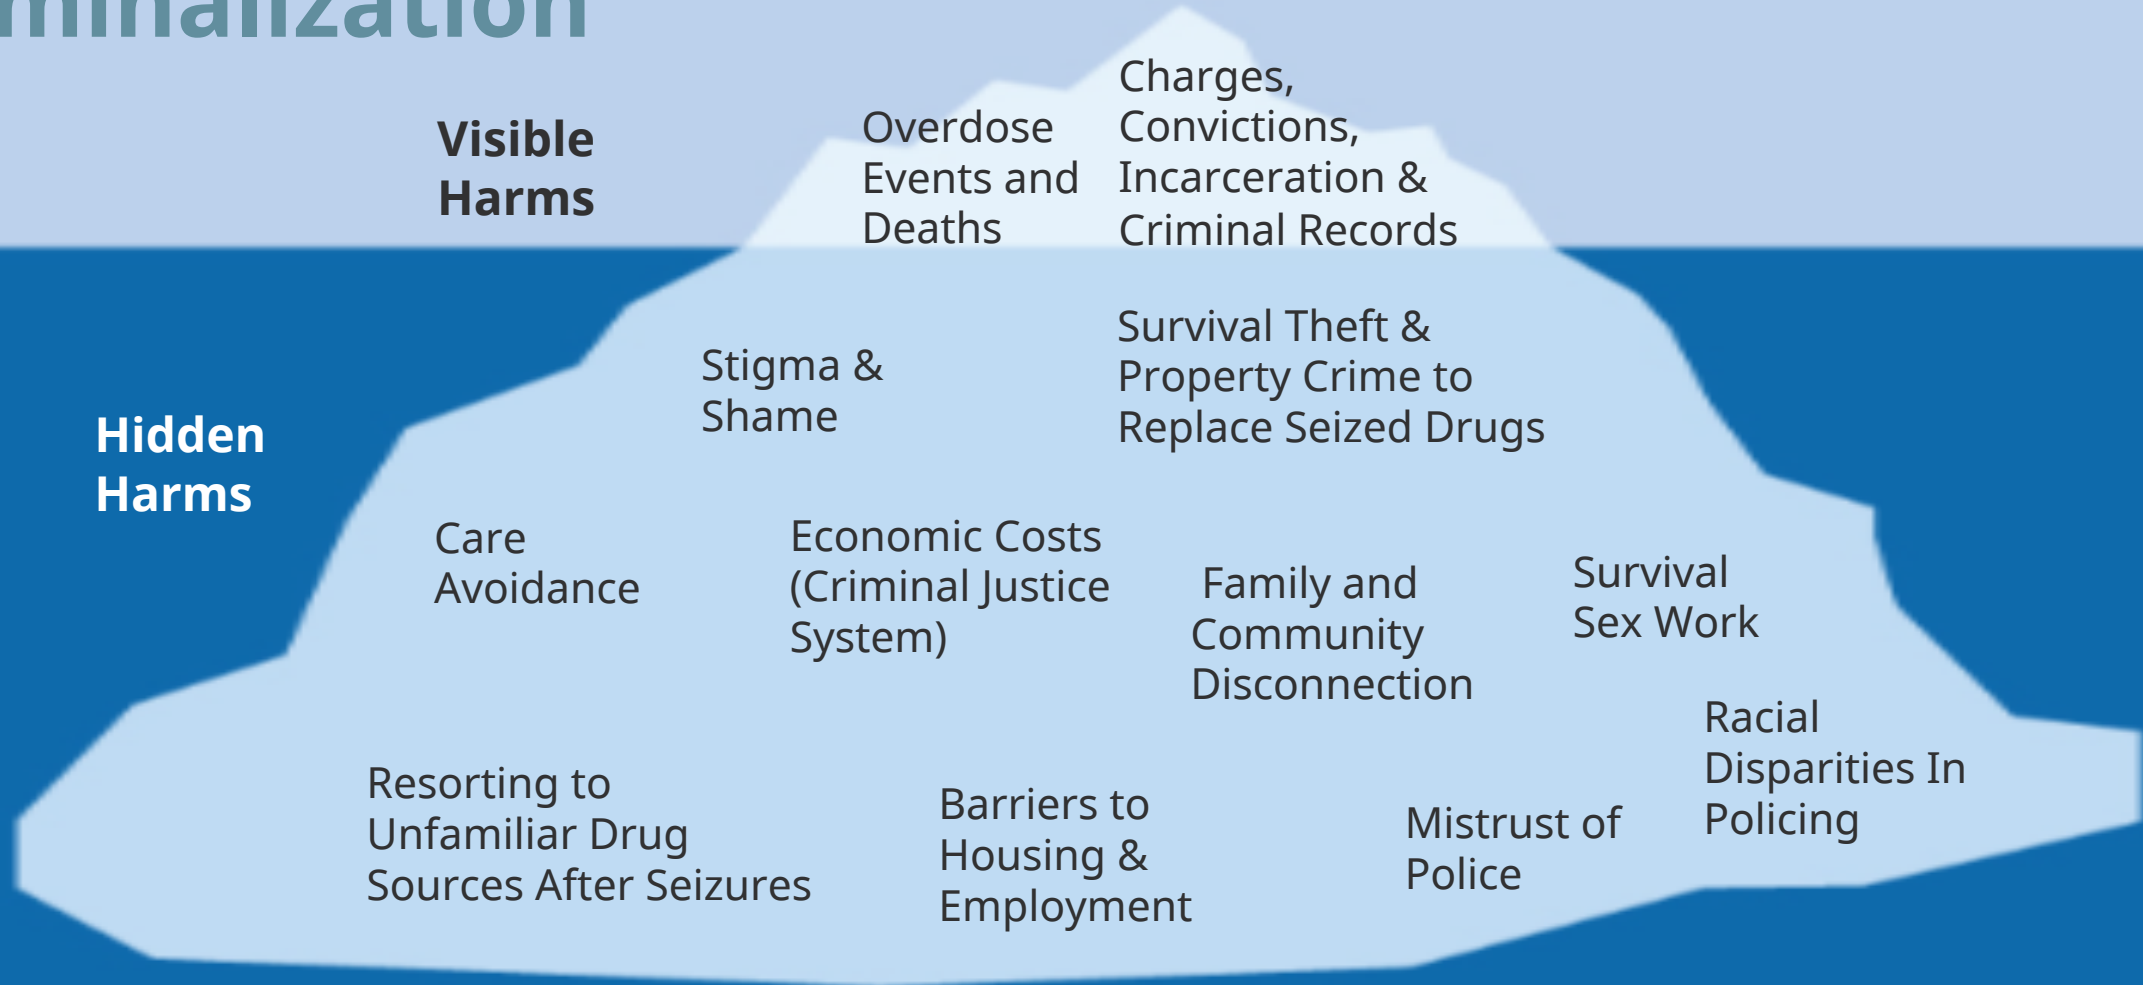 minalization
Visible
Harms
Overdose
Events and
Deaths
Charges,
Convictions,
Incarceration &
Criminal Records
Hidden
Harms
Stigma &
Shame
Survival Theft &
Property Crime to
Replace Seized Drugs
Care
Avoidance
Economic Costs
(Criminal Justice
System)
Family and
Community
Disconnection
Survival
Sex Work
Resorting to
Unfamiliar Drug
Sources After Seizures
Barriers to
Housing &
Employment
Mistrust of
Police
Racial
Disparities In
Policing